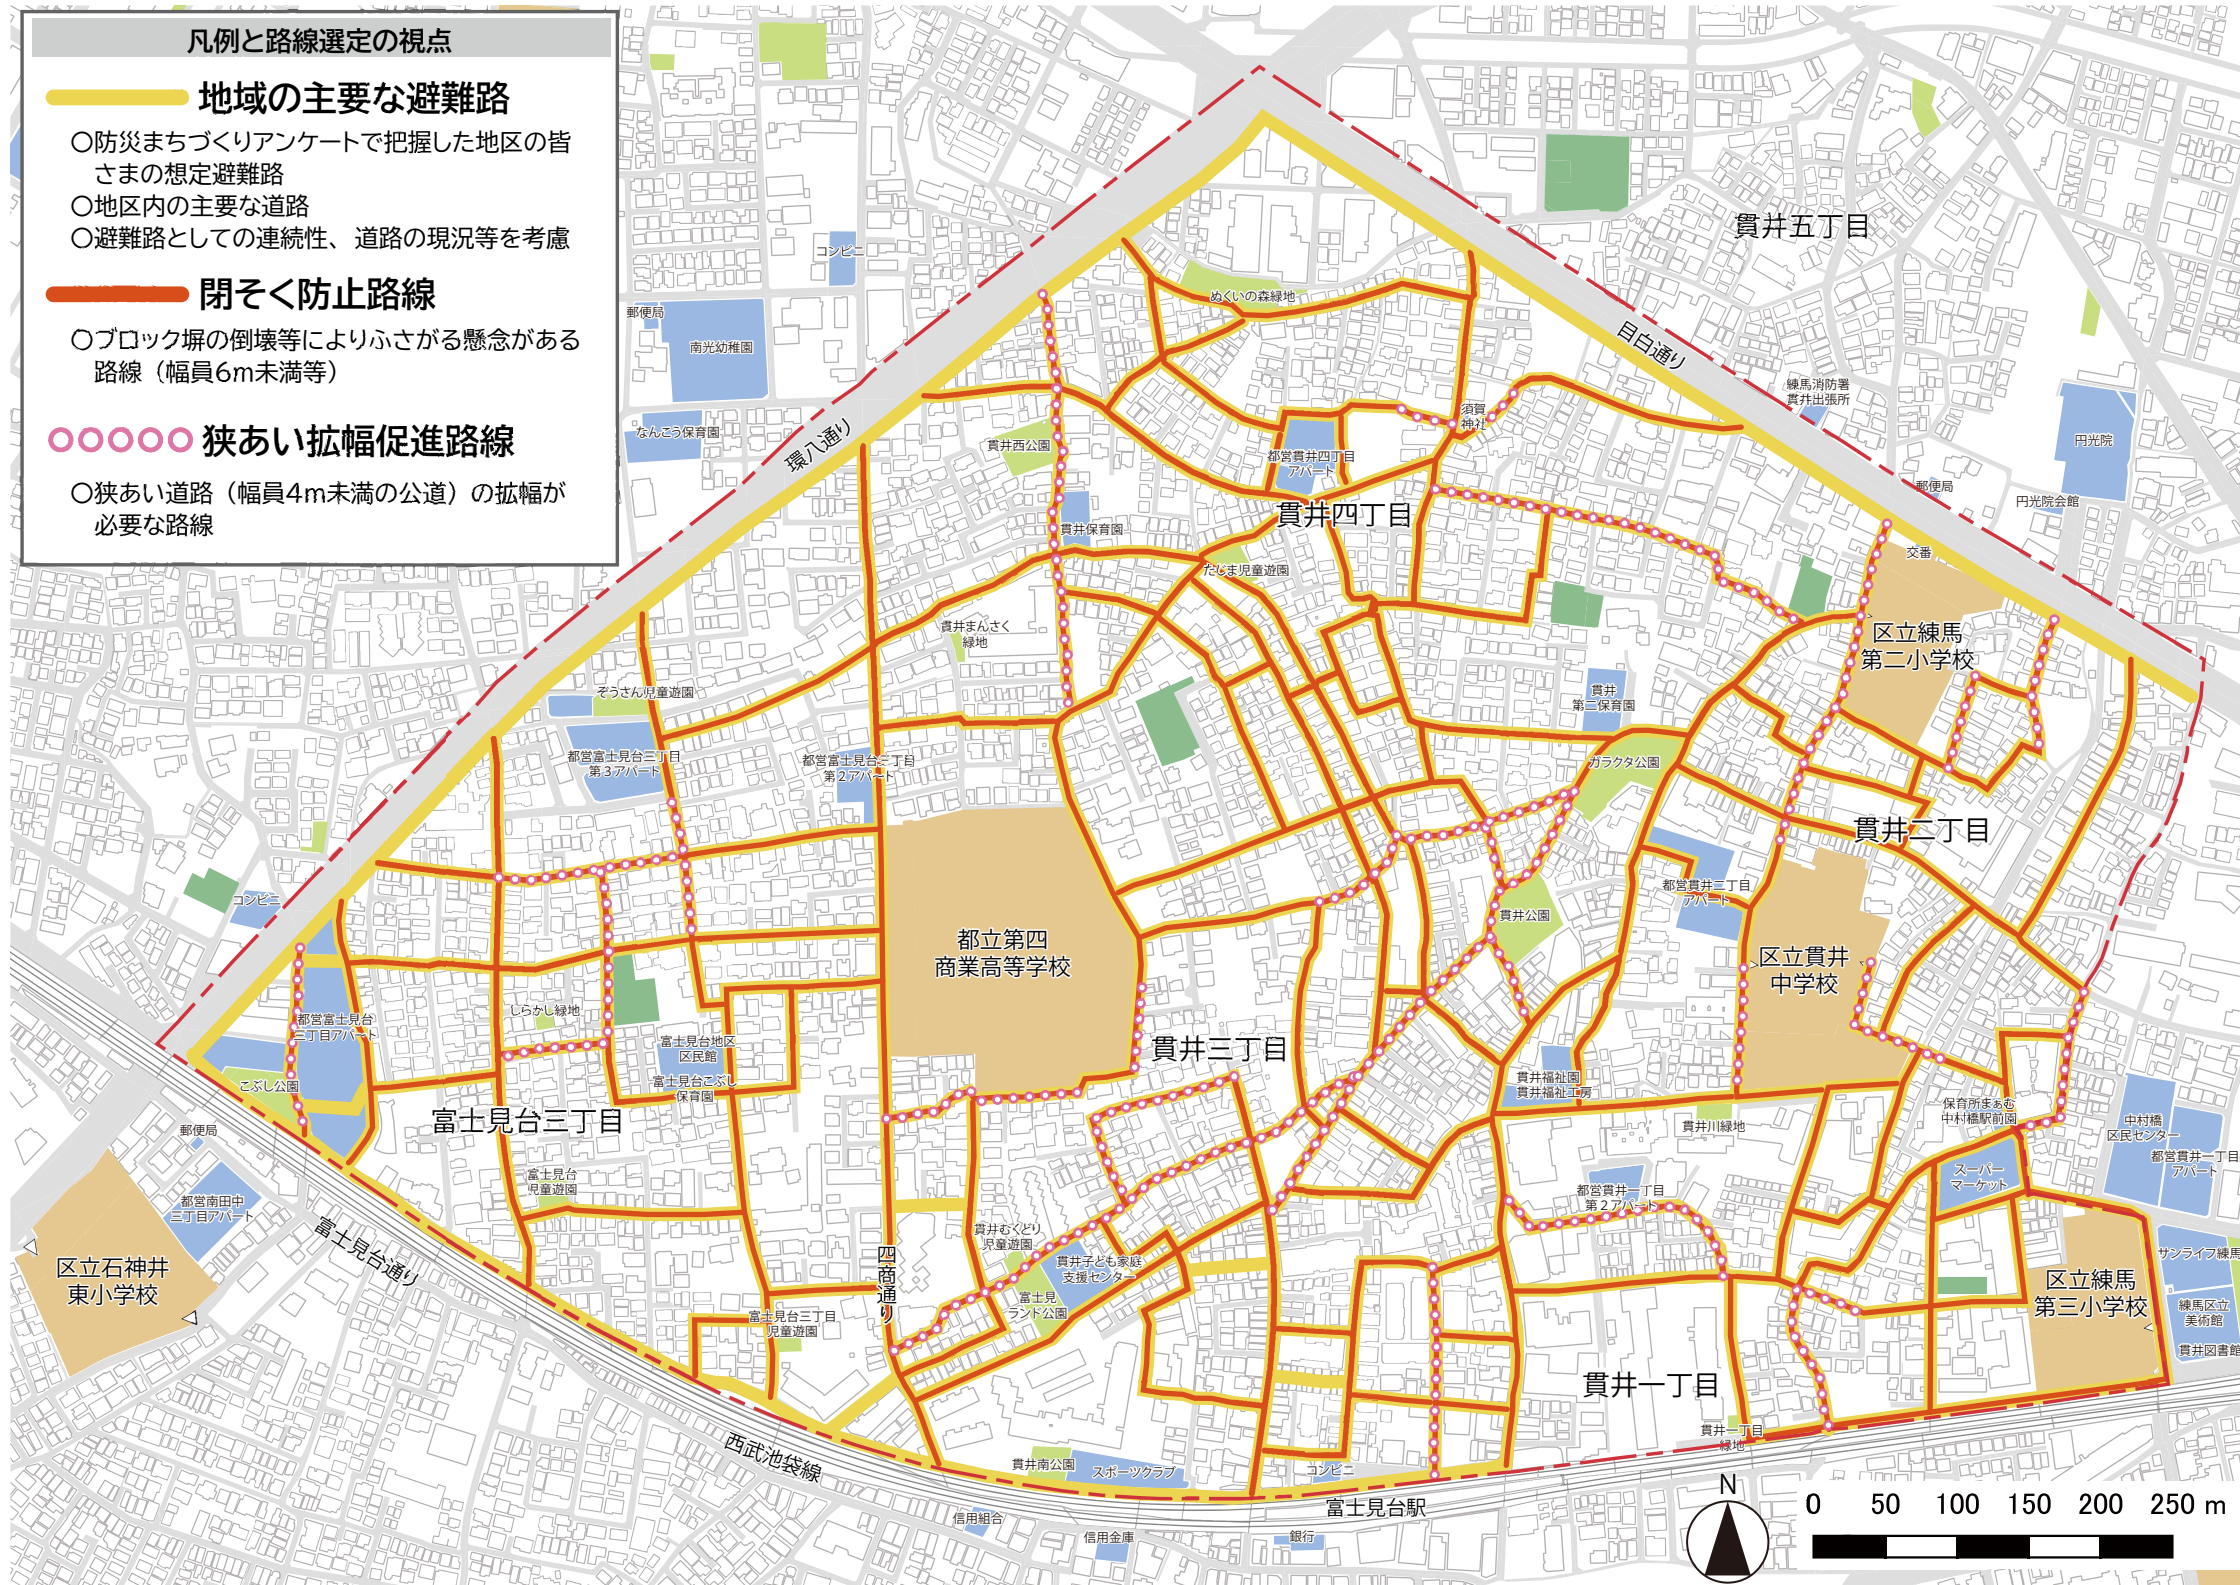 凡例と路線選定の視点
地域の主要な避難路
〇防災まちづくりアンケートで把握した地区の皆
さまの想定避難路
〇地区内の主要な道路
〇避難路としての連続性、道路の現況等を考慮
閉そく防止路線
〇ブロック塀の倒壊等によりふさがる懸念がある
路線（幅員6m未満等）
狭あい拡幅促進路線
〇狭あい道路（幅員4m未満の公道）の拡幅が
必要な路線
コンビニ
郵便局
南光幼稚園
なんこう保育園
環八通り
ぬくいの森緑地
貫井五丁目
目白通り
練馬消防署
貫井出張所
円光院
郵便局
円光院会館
交番
須賀
神社
貫井西公園
都営貫井四丁目
アパート
貫井四丁目
貫井保育園
たじま児童遊園
貫井まんさく
緑地
区立練馬
第二小学校
貫井
第二保育園
ガラクタ公園
ぞうさん児童遊園
都営富士見台三丁目
第3アパート
都営富士見台三丁目
第2アパート
貫井二丁目
都営貫井二丁目
アパート
貫井公園
コンビニ
都立第四
商業高等学校
区立貫井
中学校
しらかし緑地
都営富士見台
三丁目アパート
富士見台地区
区民館
富士見台こぶし
保育園
貫井三丁目
こぶし公園
富士見台三丁目
貫井福祉園
貫井福祉工房
貫井川緑地
保育所まぁむ
中村橋駅前園
中村橋
区民センター
都営貫井一丁目
アパート
スーパー
マーケット
郵便局
都営南田中
三丁目アパート
富士見台
児童遊園
都営貫井一丁目
第2アパート
富士見台通り
区立石神井
東小学校
四商通り
貫井むくどり
児童遊園
貫井子ども家庭
支援センター
富士見
ランド公園
富士見台三丁目
児童遊園
サンライフ練馬
区立練馬
第三小学校
練馬区立
美術館
貫井図書館
貫井一丁目
貫井一丁目
緑地
西武池袋線
貫井南公園
スポーツクラブ
コンビニ
富士見台駅
信用組合
信用金庫
銀行
N
0 50 100 150 200 250 m